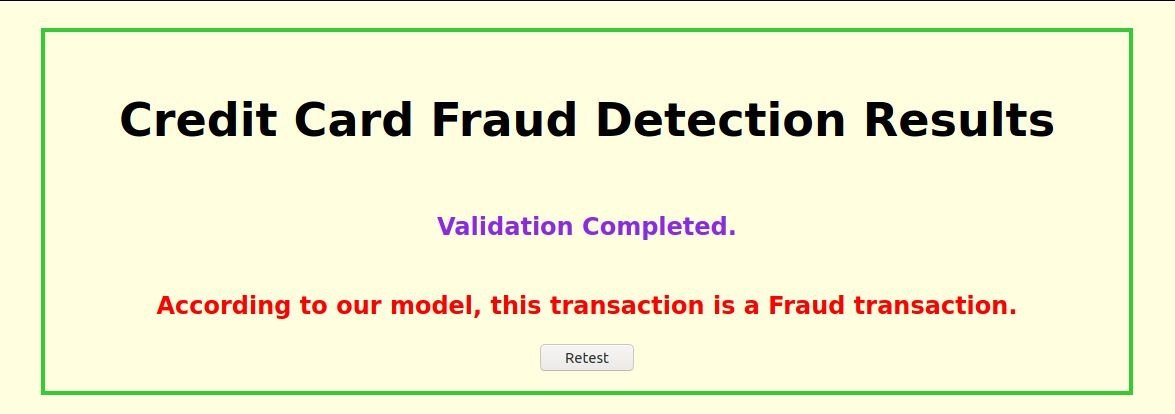 Credit Card Fraud Detection Results
Validation Completed.
According to our model, this transaction is a Fraud transaction.
Retest